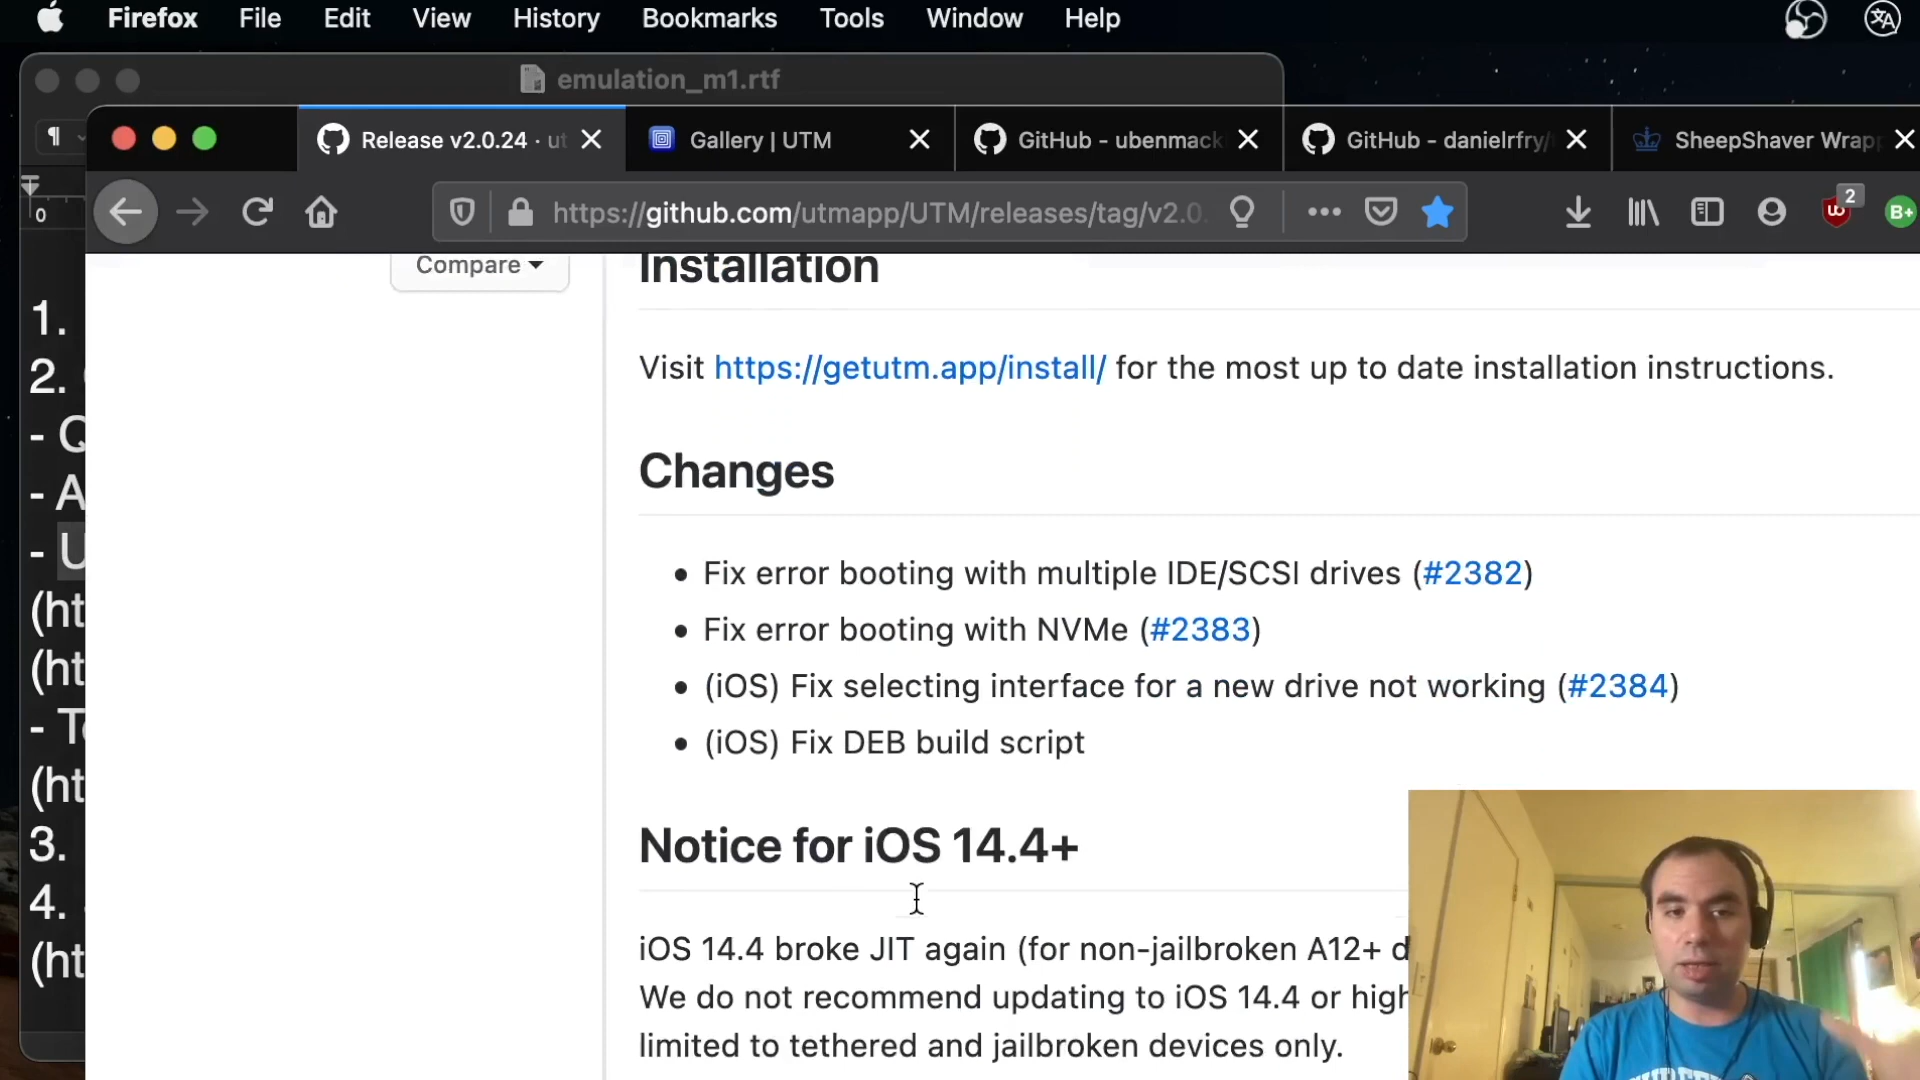 Firefox File Edit View History Bookmarks Tools Window Help
emulation_m1.rtf
Release v2.0.24 · ut
Gallery | UTM
GitHub - ubenmack
GitHub - danielrfry/
SheepShaver Wrap
https://github.com/utmapp/UTM/releases/tag/v2.0.
2
B+
0
Compare
Installation
1.
Visit https://getutm.app/install/ for the most up to date installation instructions.
2.
- Q
Changes
- A
- U
Fix error booting with multiple IDE/SCSI drives (#2382)
(ht
Fix error booting with NVMe (#2383)
(ht
(iOS) Fix selecting interface for a new drive not working (#2384)
- T
(iOS) Fix DEB build script
(ht
3.
Notice for iOS 14.4+
4.
(ht
iOS 14.4 broke JIT again (for non-jailbroken A12+ d
We do not recommend updating to iOS 14.4 or high
limited to tethered and jailbroken devices only.